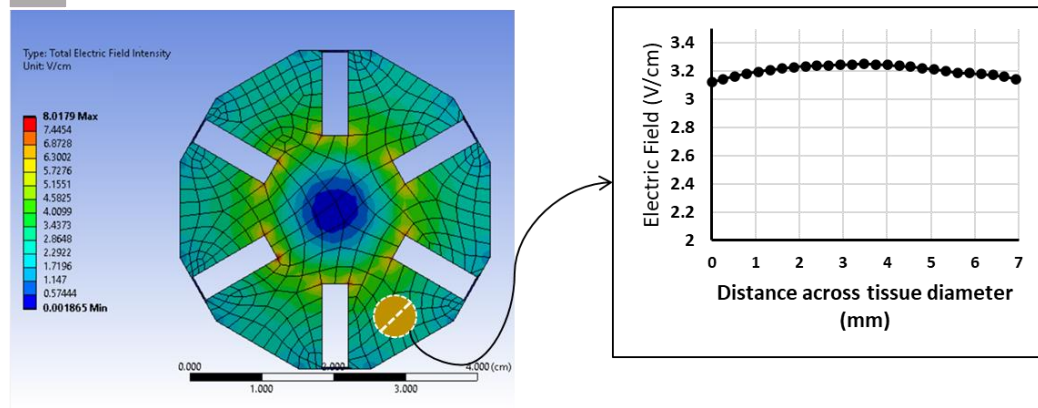 Type: Total Electric Field Intensity
Unit: V/cm
8.0179 Max
7.4454
6.8728
6.3002
5.7276
5.1551
4.5825
4.0099
3.4373
2.8648
2.2922
1.7196
1.147
0.57444
0.001865 Min
0.000 2.000 4.000 (cm)
1.000 3.000
Electric Field (V/cm)
3.4
3.2
3
2.8
2.6
2.4
2.2
2
0 1 2 3 4 5 6 7
Distance across tissue diameter
(mm)